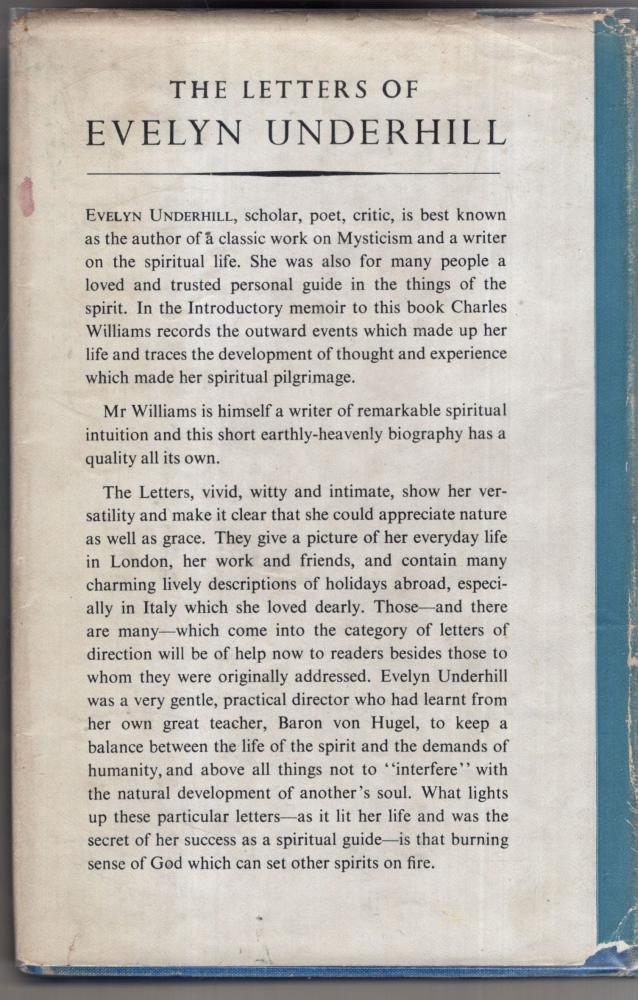 THE LETTERS OF
EVELYN UNDERHILL
EVELYN UNDERHILL, scholar, poet, critic, is best known
as the author of a classic work on Mysticism and a writer
on the spiritual life. She was also for many people a
loved and trusted personal guide in the things of the
spirit. In the Introductory memoir to this book Charles
Williams records the outward events which made up her
life and traces the development of thought and experience
which made her spiritual pilgrimage.
Mr Williams is himself a writer of remarkable spiritual
intuition and this short earthly-heavenly biography has a
quality all its own.
The Letters, vivid, witty and intimate, show her ver-
satility and make it clear that she could appreciate nature
as well as grace. They give a picture of her everyday life
in London, her work and friends, and contain many
charming lively descriptions of holidays abroad, especi-
ally in Italy which she loved dearly. Those—and there
are many—which come into the category of letters of
direction will be of help now to readers besides those to
whom they were originally addressed. Evelyn Underhill
was a very gentle, practical director who had learnt from
her own great teacher, Baron von Hugel, to keep a
balance between the life of the spirit and the demands of
humanity, and above all things not to “interfere” with
the natural development of another's soul. What lights
up these particular letters—as it lit her life and was the
secret of her success as a spiritual guide—is that burning
sense of God which can set other spirits on fire.